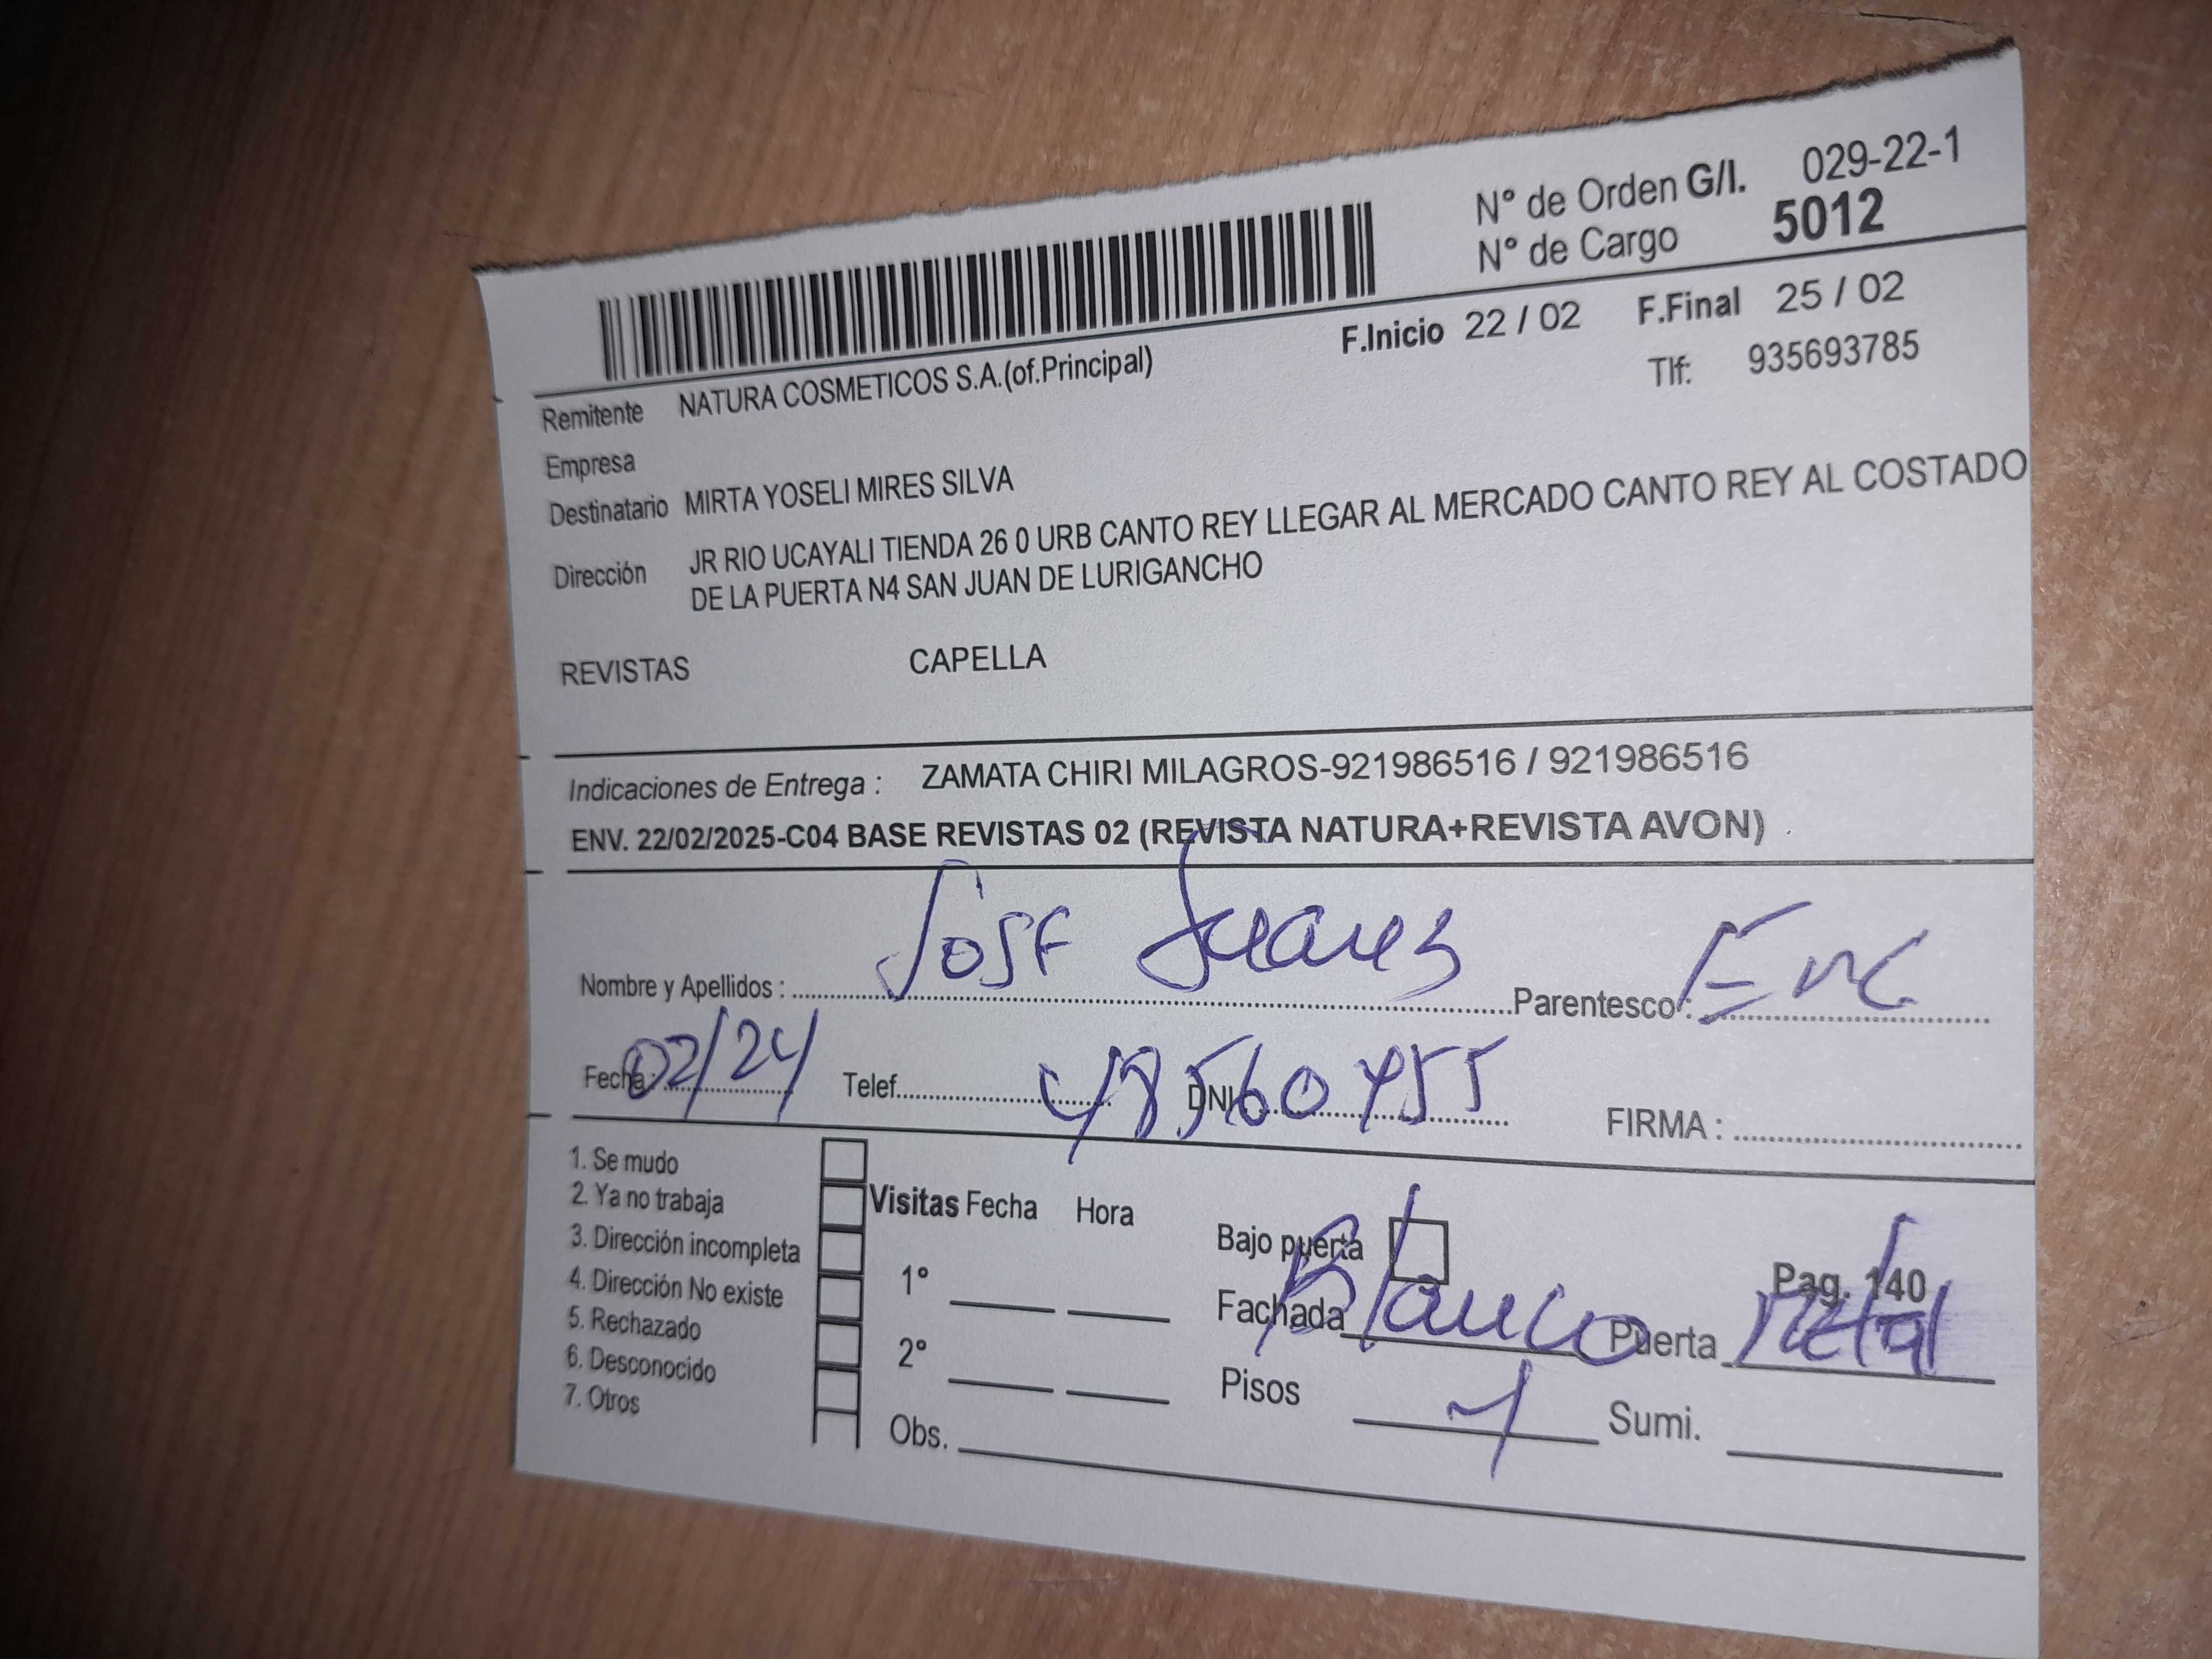 N° de Orden G/I. 029-22-1
N° de Cargo 5012
F.Inicio 22 / 02 F.Final 25 / 02
Remitente NATURA COSMETICOS S.A.(of.Principal) Tlf: 935693785
Empresa
Destinatario MIRTA YOSELI MIRES SILVA
Dirección JR RIO UCAYALI TIENDA 26 0 URB CANTO REY LLEGAR AL MERCADO CANTO REY AL COSTADO
DE LA PUERTA N4 SAN JUAN DE LURIGANCHO
REVISTAS CAPELLA
Indicaciones de Entrega : ZAMATA CHIRI MILAGROS-921986516 / 921986516
ENV. 22/02/2025-C04 BASE REVISTAS 02 (REVISTA NATURA+REVISTA AVON)
Nombre y Apellidos : José Juares Parentesco : Enc
Fecha: 02/24 Telef. DNI 48560755 FIRMA :
1. Se mudo
2. Ya no trabaja
3. Dirección incompleta
4. Dirección No existe
5. Rechazado
6. Desconocido
7. Otros
Visitas Fecha Hora
1°
2°
Obs.
Bajo puerta
Pag. 140
Fachada Blanco Puerta Metal
Pisos 1 Sumi.